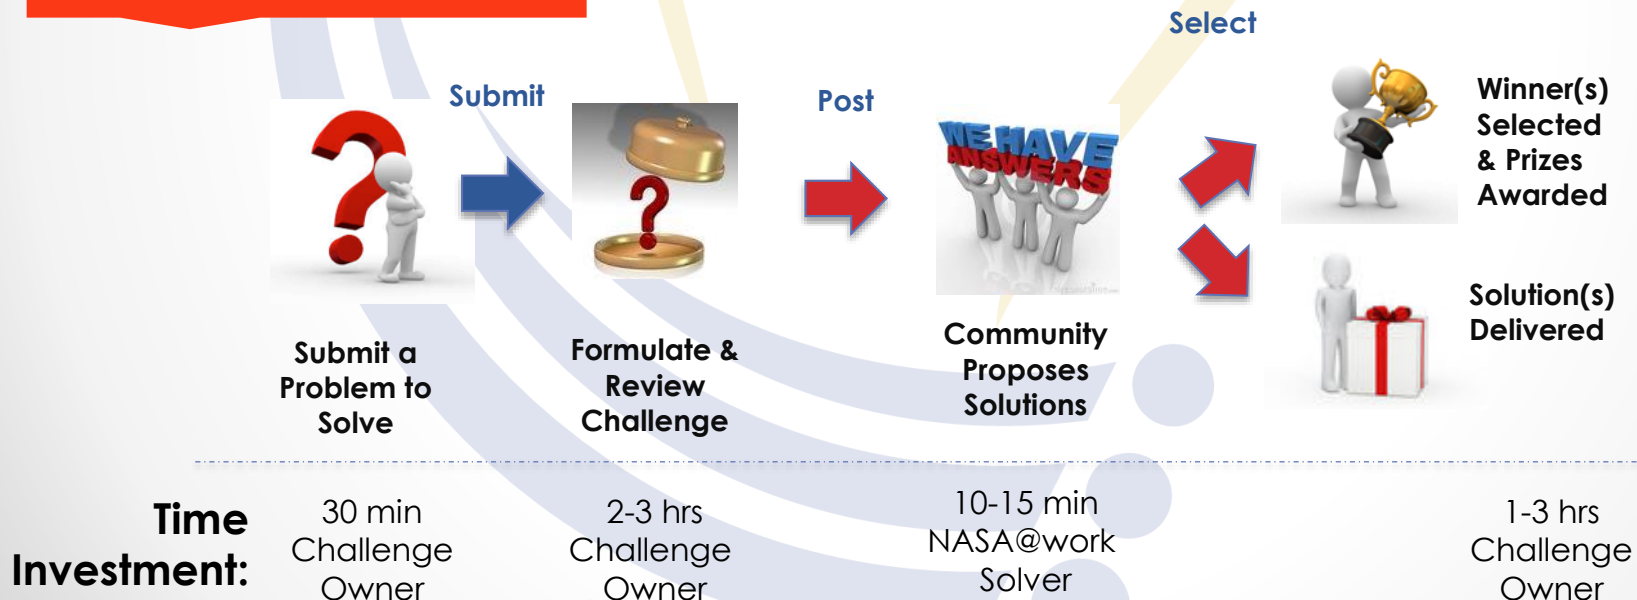 Select
Submit
Post
WE HAVE
ANSWERS
Winner(s)
Selected
& Prizes
Awarded
Solution(s)
Delivered
Submit a
Problem to
Solve
Formulate &
Review
Challenge
Community
Proposes
Solutions
Time
Investment:
30 min
Challenge
Owner
2-3 hrs
Challenge
Owner
10-15 min
NASA@work
Solver
1-3 hrs
Challenge
Owner